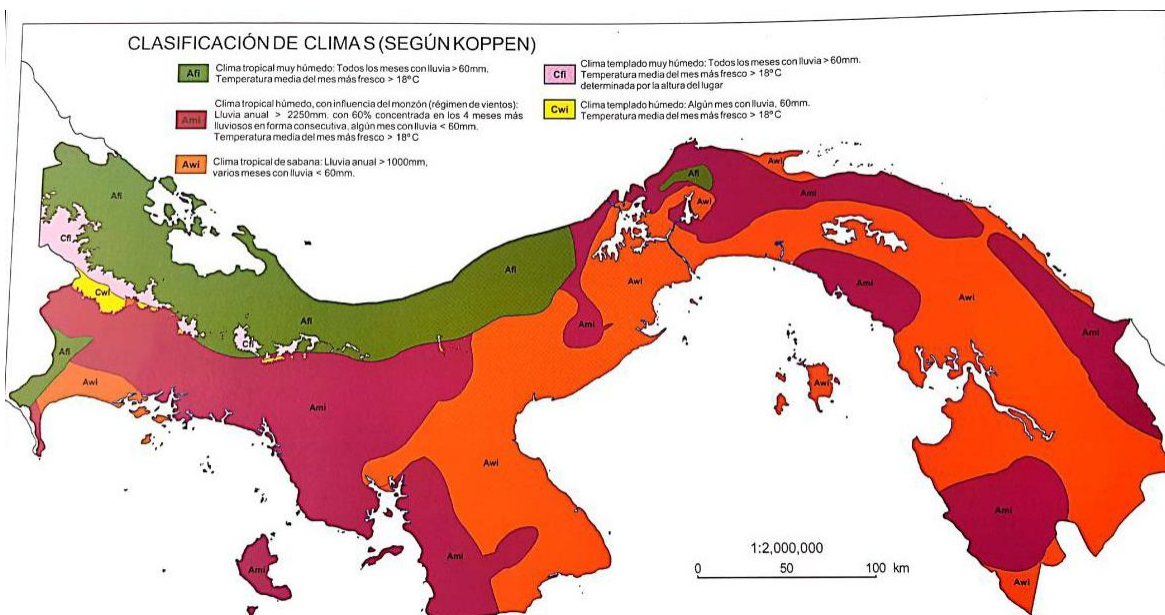 CLASIFICACIÓN DE CLIMAS (SEGÚN KOPPEN)
Afi
Clima tropical muy húmedo: Todos los meses con lluvia > 60mm.
Temperatura media del mes más fresco > 18°C
Ami
Clima tropical húmedo, con influencia del monzón (régimen de vientos):
Lluvia anual > 2250mm. con 60% concentrada en los 4 meses más
lluviosos en forma consecutiva, algún mes con lluvia < 60mm.
Temperatura media del mes más fresco > 18°C
Awi
Clima tropical de sabana: Lluvia anual > 1000mm,
varios meses con lluvia < 60mm.
Cfi
Clima templado muy húmedo: Todos los meses con lluvia > 60mm.
Temperatura media del mes más fresco > 18°C
determinada por la altura del lugar
Cwi
Clima templado húmedo: Algún mes con lluvia, 60mm.
Temperatura media del mes más fresco > 18°C
Awi
Afi
Afi
Awi
Ami
Cfi
Afi
Awi
Ami
Cwi
Awi
Afi
Ami
Cfi
Ami
Afi
Awi
Awi
Ami
Awi
Ami
Ami
1:2,000,000
0 50 100 km
Ami
Ami
Awi